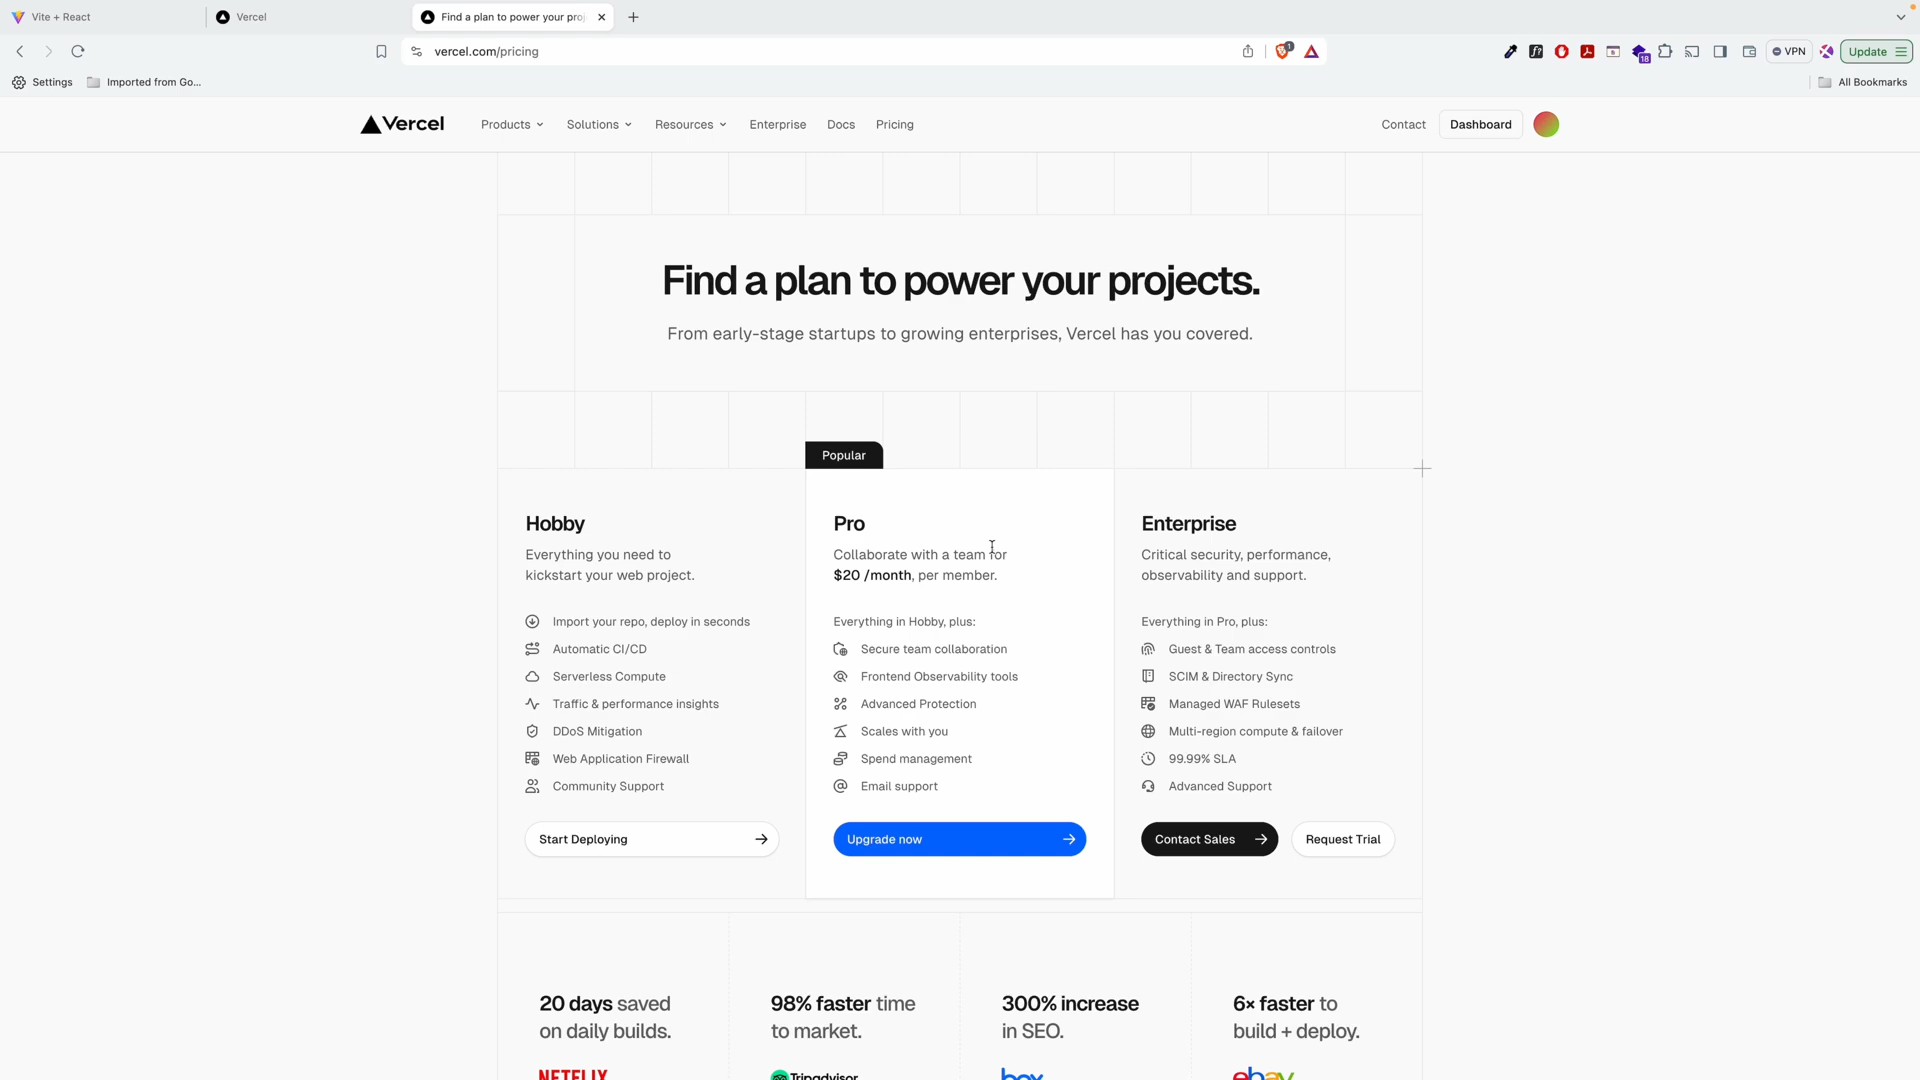 Vite + React
Vercel
Find a plan to power your proj
vercel.com/pricing
1
18
VPN
Update
Settings
Imported from Go...
All Bookmarks
Vercel
Products
Solutions
Resources
Enterprise
Docs
Pricing
Contact
Dashboard
Find a plan to power your projects.
From early-stage startups to growing enterprises, Vercel has you covered.
Popular
Hobby
Everything you need to
kickstart your web project.
Import your repo, deploy in seconds
Automatic CI/CD
Serverless Compute
Traffic & performance insights
DDoS Mitigation
Web Application Firewall
Community Support
Start Deploying
Pro
Collaborate with a team for
$20 /month, per member.
Everything in Hobby, plus:
Secure team collaboration
Frontend Observability tools
Advanced Protection
Scales with you
Spend management
Email support
Upgrade now
Enterprise
Critical security, performance,
observability and support.
Everything in Pro, plus:
Guest & Team access controls
SCIM & Directory Sync
Managed WAF Rulesets
Multi-region compute & failover
99.99% SLA
Advanced Support
Contact Sales
Request Trial
20 days saved
on daily builds.
NETFLIX
98% faster time
to market.
Tripadvisor
300% increase
in SEO.
box
6× faster to
build + deploy.
ebay